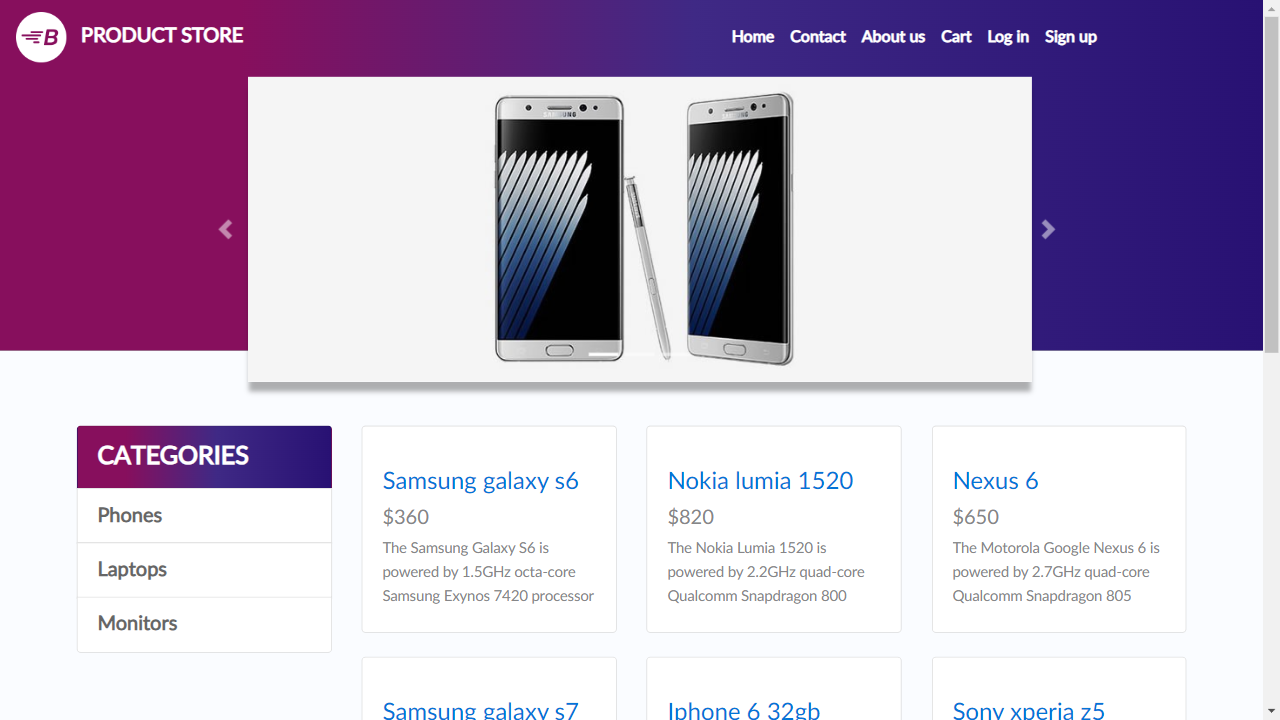 B PRODUCT STORE
Home Contact About us Cart Log in Sign up
SAMSUNG SAMSUNG
CATEGORIES
Phones
Laptops
Monitors
Samsung galaxy s6
$360
The Samsung Galaxy S6 is
powered by 1.5GHz octa-core
Samsung Exynos 7420 processor
Nokia lumia 1520
$820
The Nokia Lumia 1520 is
powered by 2.2GHz quad-core
Qualcomm Snapdragon 800
Nexus 6
$650
The Motorola Google Nexus 6 is
powered by 2.7GHz quad-core
Qualcomm Snapdragon 805
Samsung galaxy s7
Iphone 6 32gb
Sony xperia z5